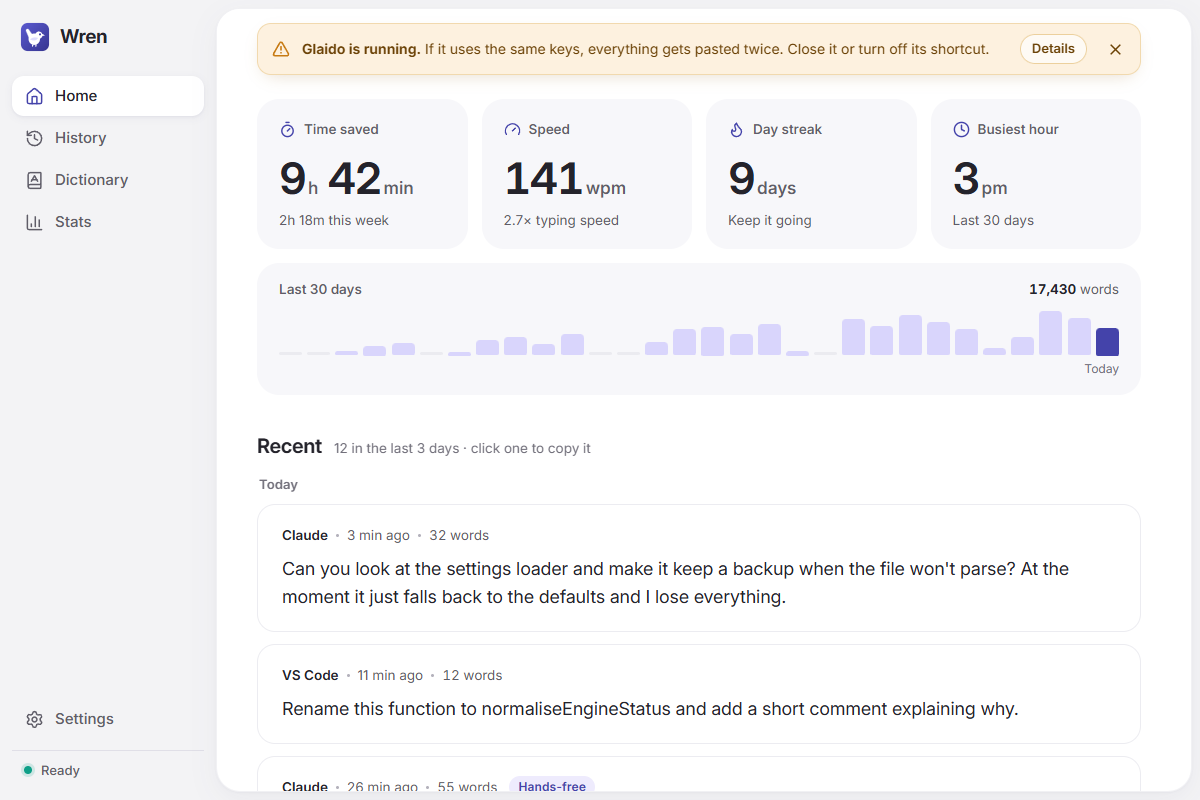 Wren
Home
History
Dictionary
Stats
Settings
Ready
Glaido is running. If it uses the same keys, everything gets pasted twice. Close it or turn off its shortcut.
Details
Time saved
9h 42min
2h 18m this week
Speed
141wpm
2.7× typing speed
Day streak
9days
Keep it going
Busiest hour
3pm
Last 30 days
Last 30 days
17,430 words
Today
Recent 12 in the last 3 days · click one to copy it
Today
Claude · 3 min ago · 32 words
Can you look at the settings loader and make it keep a backup when the file won't parse? At the
moment it just falls back to the defaults and I lose everything.
VS Code · 11 min ago · 12 words
Rename this function to normaliseEngineStatus and add a short comment explaining why.
Claude · 26 min ago · 55 words Hands-free